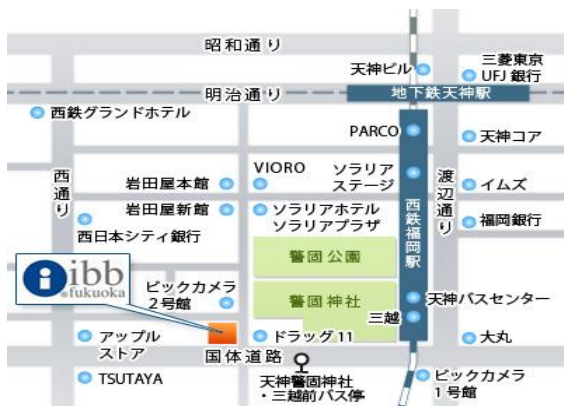 昭和通り
天神ビル
三菱東京
UFJ 銀行
明治通り
地下鉄天神駅
西鉄グランドホテル
PARCO
天神コア
西通り
岩田屋本館
VIORO
ソラリア
ステージ
渡辺通り
イムズ
岩田屋新館
ソラリアホテル
ソラリアプラザ
西鉄福岡駅
福岡銀行
西日本シティ銀行
警固公園
i ibb
fukuoka
ビックカメラ
2号館
警固神社
天神バスセンター
三越
アップル
ストア
ドラッグ11
大丸
国体道路
TSUTAYA
天神警固神社
・三越前バス停
ビックカメラ
1号館